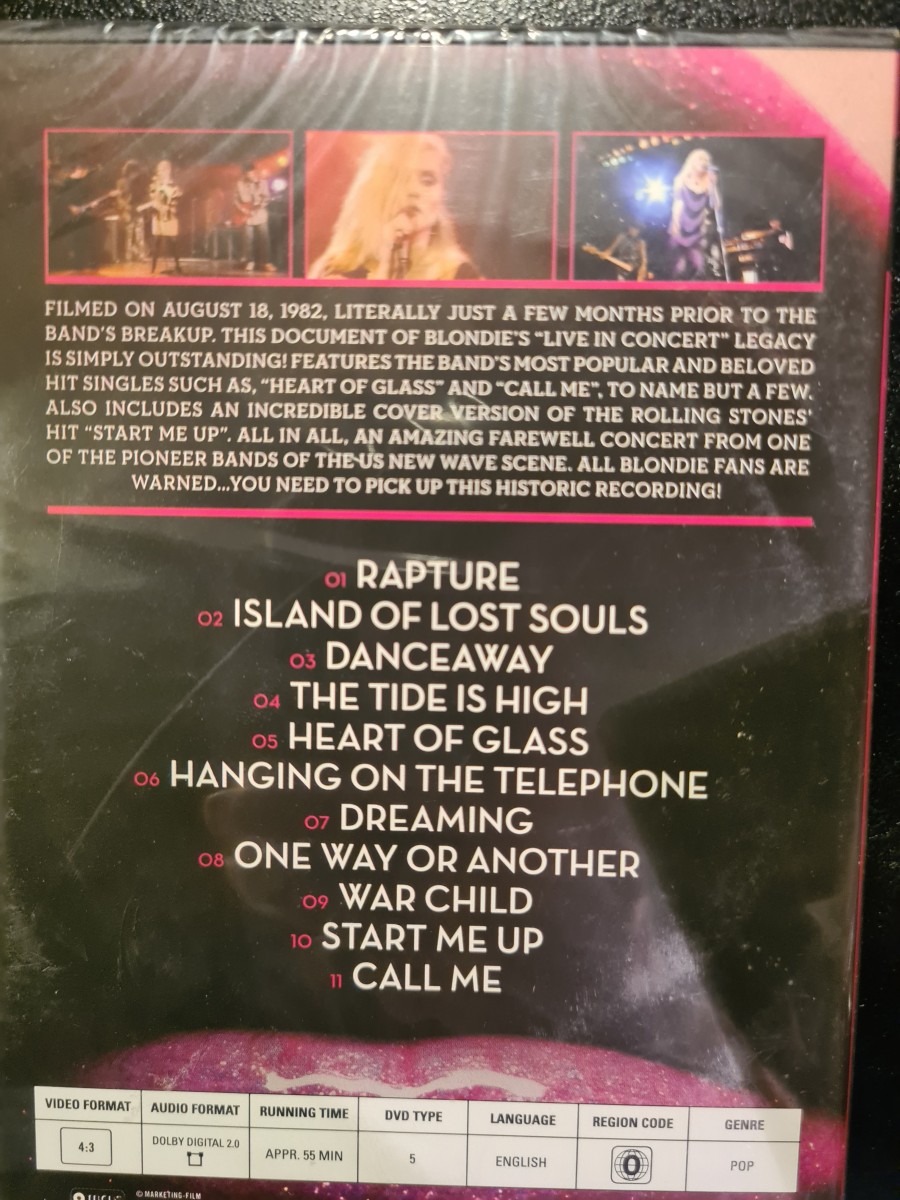 FILMED ON AUGUST 18, 1982, LITERALLY JUST A FEW MONTHS PRIOR TO THE
BAND'S BREAKUP. THIS DOCUMENT OF BLONDIE'S "LIVE IN CONCERT" LEGACY
IS SIMPLY OUTSTANDING! FEATURES THE BAND'S MOST POPULAR AND BELOVED
HIT SINGLES SUCH AS, "HEART OF GLASS" AND "CALL ME", TO NAME BUT A FEW.
ALSO INCLUDES AN INCREDIBLE COVER VERSION OF THE ROLLING STONES'
HIT "START ME UP". ALL IN ALL, AN AMAZING FAREWELL CONCERT FROM ONE
OF THE PIONEER BANDS OF THE US NEW WAVE SCENE. ALL BLONDIE FANS ARE
WARNED...YOU NEED TO PICK UP THIS HISTORIC RECORDING!
01 RAPTURE
02 ISLAND OF LOST SOULS
03 DANCEAWAY
04 THE TIDE IS HIGH
05 HEART OF GLASS
06 HANGING ON THE TELEPHONE
07 DREAMING
08 ONE WAY OR ANOTHER
09 WAR CHILD
10 START ME UP
11 CALL ME
VIDEO FORMAT AUDIO FORMAT RUNNING TIME DVD TYPE LANGUAGE REGION CODE GENRE
4:3 DOLBY DIGITAL 2.0 APPR. 55 MIN 5 ENGLISH 0 POP
© MARKETING-FILM